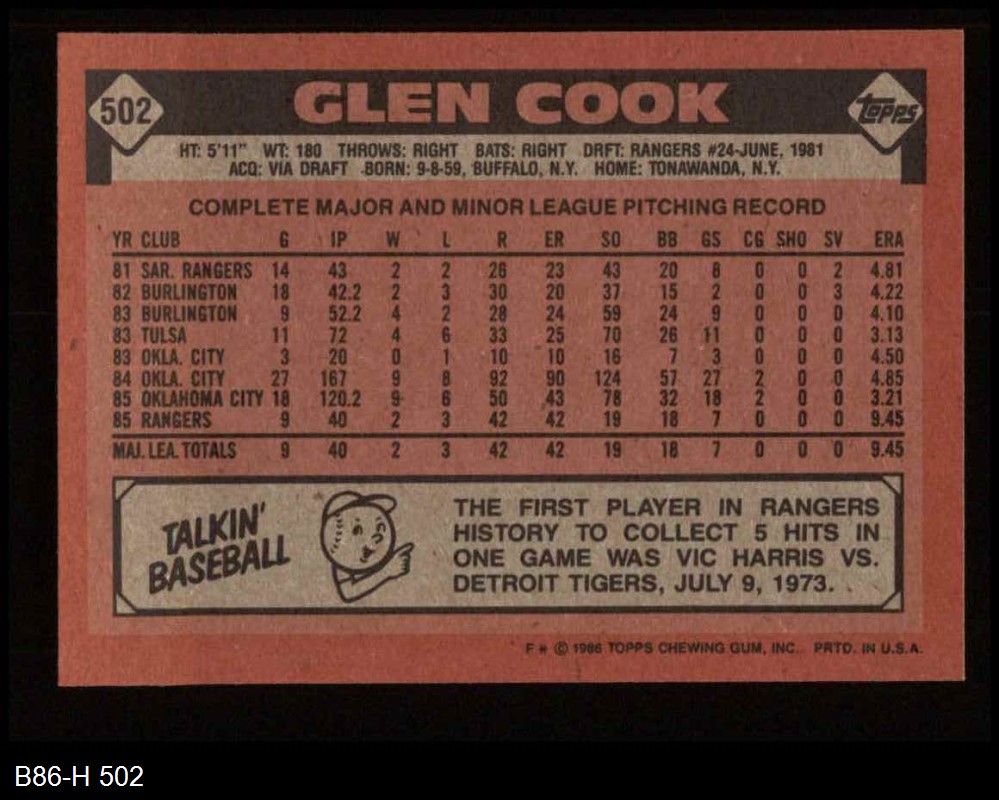 502 GLEN COOK Topps
HT: 5'11" WT: 180 THROWS: RIGHT BATS: RIGHT DRFT: RANGERS #24-JUNE, 1981
ACQ: VIA DRAFT BORN: 9-8-59, BUFFALO, N.Y. HOME: TONAWANDA, N.Y.
COMPLETE MAJOR AND MINOR LEAGUE PITCHING RECORD
YR CLUB G IP W L R ER SO BB GS CG SHO SV ERA
81 SAR. RANGERS 14 43 2 2 26 23 43 20 8 0 0 2 4.81
82 BURLINGTON 18 42.2 2 3 30 20 37 15 2 0 0 3 4.22
83 BURLINGTON 9 52.2 4 2 28 24 59 24 9 0 0 0 4.10
83 TULSA 11 72 4 6 33 25 70 26 11 0 0 0 3.13
83 OKLA. CITY 3 20 0 1 10 10 16 7 3 0 0 0 4.50
84 OKLA. CITY 27 167 9 8 92 90 124 57 27 2 0 0 4.85
85 OKLAHOMA CITY 18 120.2 9 6 50 43 78 32 18 2 0 0 3.21
85 RANGERS 9 40 2 3 42 42 19 18 7 0 0 0 9.45
MAJ. LEA. TOTALS 9 40 2 3 42 42 19 18 7 0 0 0 9.45
TALKIN'
BASEBALL
THE FIRST PLAYER IN RANGERS
HISTORY TO COLLECT 5 HITS IN
ONE GAME WAS VIC HARRIS VS.
DETROIT TIGERS, JULY 9, 1973.
F * © 1986 TOPPS CHEWING GUM, INC. PRTD. IN U.S.A.
B86-H 502